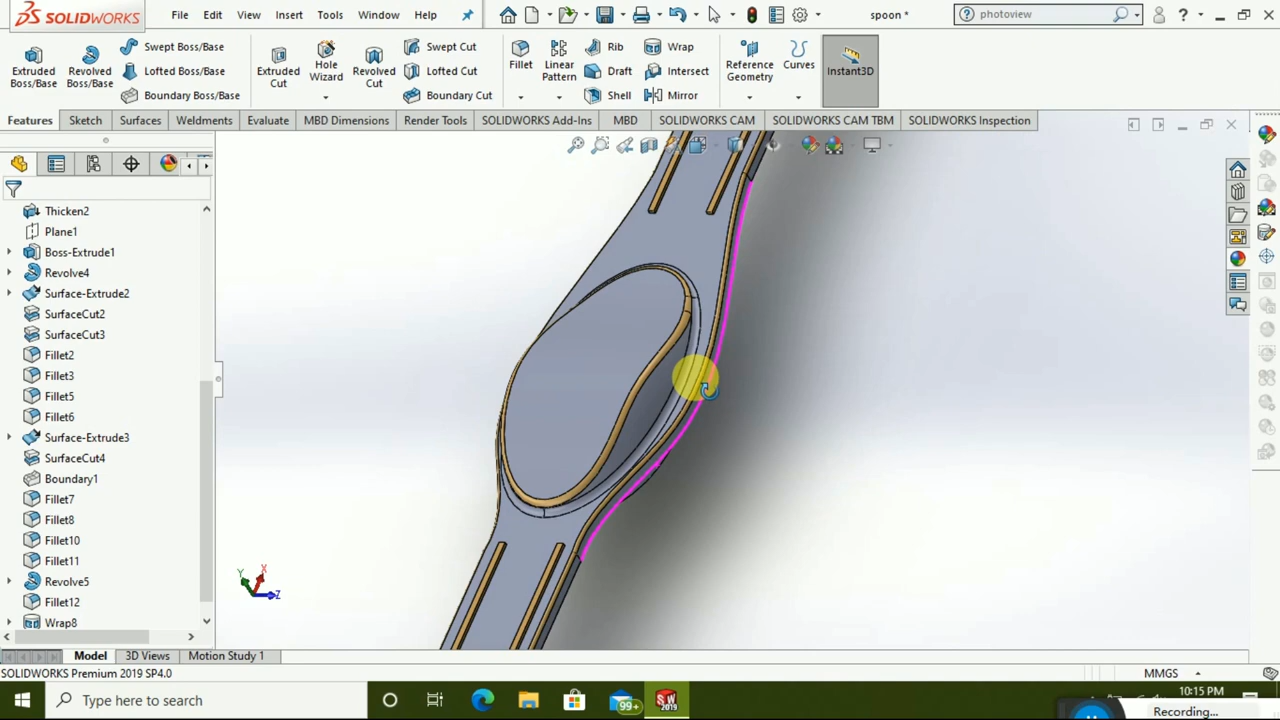 SOLIDWORKS
File Edit View Insert Tools Window Help
spoon *
photoview
Extruded Boss/Base
Revolved Boss/Base
Swept Boss/Base
Lofted Boss/Base
Boundary Boss/Base
Extruded Cut
Hole Wizard
Revolved Cut
Swept Cut
Lofted Cut
Boundary Cut
Fillet
Linear Pattern
Rib
Draft
Shell
Wrap
Intersect
Mirror
Reference Geometry
Curves
Instant3D
Features Sketch Surfaces Weldments Evaluate MBD Dimensions Render Tools SOLIDWORKS Add-Ins MBD SOLIDWORKS CAM SOLIDWORKS CAM TBM SOLIDWORKS Inspection
Thicken2
Plane1
Boss-Extrude1
Revolve4
Surface-Extrude2
SurfaceCut2
SurfaceCut3
Fillet2
Fillet3
Fillet5
Fillet6
Surface-Extrude3
SurfaceCut4
Boundary1
Fillet7
Fillet8
Fillet10
Fillet11
Revolve5
Fillet12
Wrap8
Y X Z
Model 3D Views Motion Study 1
SOLIDWORKS Premium 2019 SP4.0
MMGS
Type here to search
99+
SW 2019
10:15 PM
Recording...